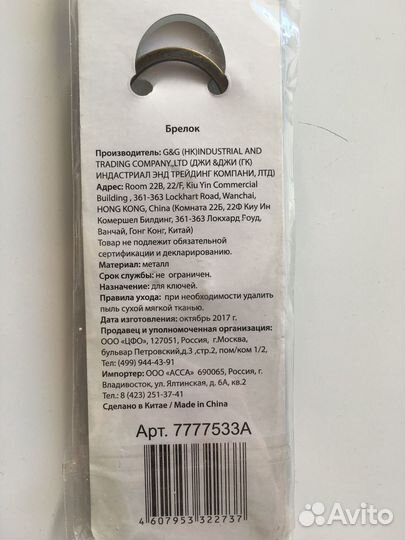 Брелок
Производитель: G&G (HK)INDUSTRIAL AND
TRADING COMPANY.,LTD (ДЖИ &ДЖИ (ГК)
ИНДАСТРИАЛ ЭНД ТРЕЙДИНГ КОМПАНИ, ЛТД)
Адрес: Room 22B, 22/F, Kiu Yin Commercial
Building , 361-363 Lockhart Road, Wanchai,
HONG KONG, China (Комната 22Б, 22Ф Киу Ин
Комершел Билдинг, 361-363 Локхард Роуд,
Ванчай, Гонг Конг, Китай)
Товар не подлежит обязательной
сертификации и декларированию.
Материал: металл
Срок службы: не ограничен.
Назначение: для ключей.
Правила ухода: при необходимости удалить
пыль сухой мягкой тканью.
Дата изготовления: октябрь 2017 г.
Продавец и уполномоченная организация:
ООО «ЦФО», 127051, Россия, г.Москва,
бульвар Петровский,д.3 ,стр.2, пом/ком 1/2,
Тел: (499) 944-43-91
Импортер: ООО «АССА» 690065, Россия, г.
Владивосток, ул. Ялтинская, д. 6А, кв.2
Тел.: 8 (423) 251-37-41
Сделано в Китае / Made in China
Арт. 7777533A
4 607953 322737
Avito